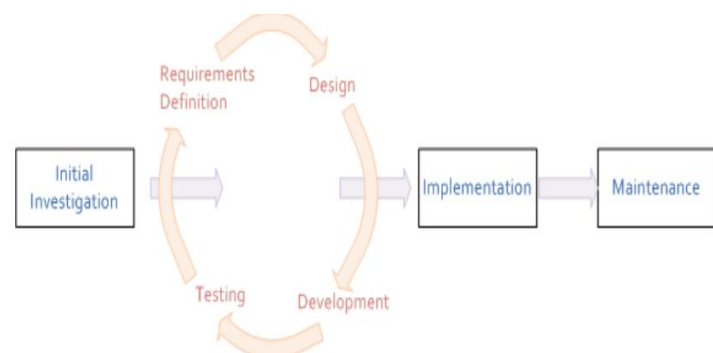 Requirements
Definition
Design
Initial
Investigation
Implementation
Maintenance
Testing
Development